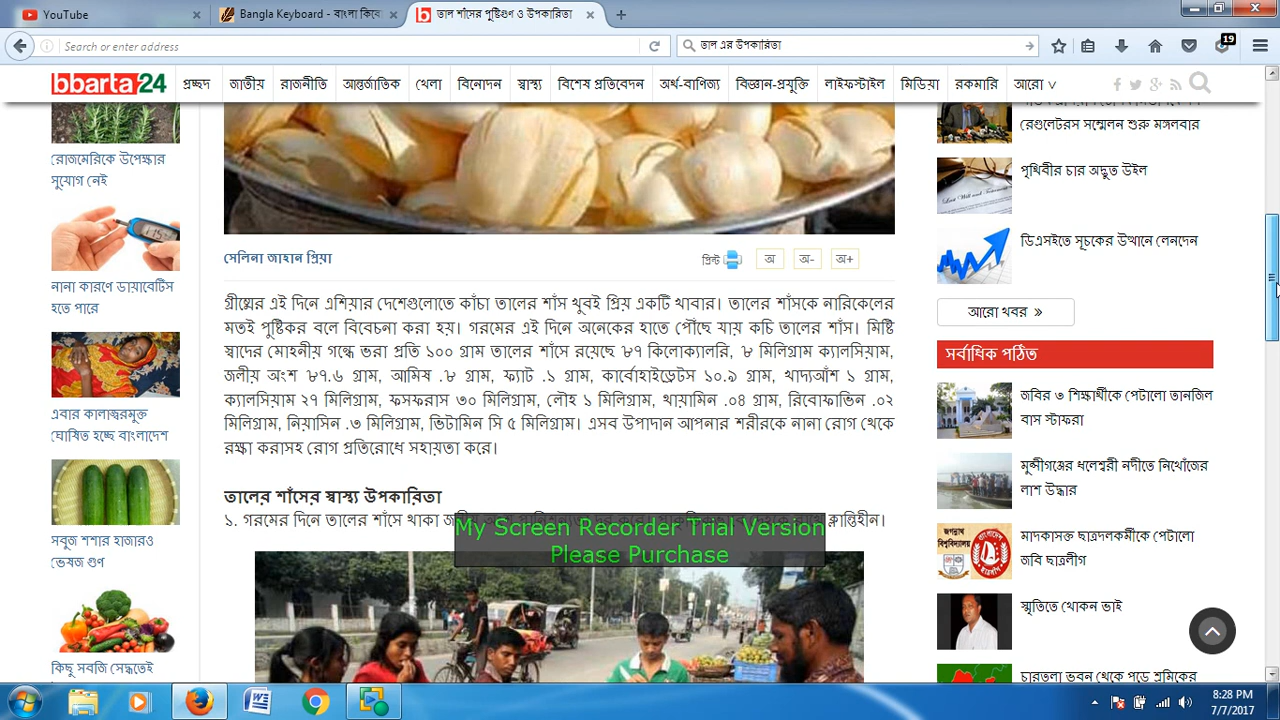 YouTube
Bangla Keyboard - বাংলা কিবো
তাল শাঁসের পুষ্টিগুণ ও উপকারিতা
Search or enter address
তাল এর উপকারিতা
19
bbarta24
প্রচ্ছদ জাতীয় রাজনীতি আন্তর্জাতিক খেলা বিনোদন স্বাস্থ্য বিশেষ প্রতিবেদন অর্থ-বাণিজ্য বিজ্ঞান-প্রযুক্তি লাইফস্টাইল মিডিয়া রকমারি আরো
রোজমেরিকে উপেক্ষার
সুযোগ নেই
নানা কারণে ডায়াবেটিস
হতে পারে
এবার কালাজ্বরমুক্ত
ঘোষিত হচ্ছে বাংলাদেশ
সবুজ শশার হাজারও
ভেষজ গুণ
কিছু সবজি সেদ্ধতেই
সেলিনা জাহান প্রিয়া
প্রিন্ট অ অ- অ+
গ্রীষ্মের এই দিনে এশিয়ার দেশেগুলোতে কাঁচা তালের শাঁস খুবই প্রিয় একটি খাবার। তালের শাঁসকে নারিকেলের
মতই পুষ্টিকর বলে বিবেচনা করা হয়। গরমের এই দিনে অনেকের হাতে পৌঁছে যায় কচি তালের শাঁস। মিষ্টি
স্বাদের মোহনীয় গন্ধে ভরা প্রতি ১০০ গ্রাম তালের শাঁসে রয়েছে ৮৭ কিলোক্যালরি, ৮ মিলিগ্রাম ক্যালসিয়াম,
জলীয় অংশ ৮৭.৬ গ্রাম, আমিষ .৮ গ্রাম, ফ্যাট .১ গ্রাম, কার্বোহাইড্রেটস ১০.৯ গ্রাম, খাদ্যআঁশ ১ গ্রাম,
ক্যালসিয়াম ২৭ মিলিগ্রাম, ফসফরাস ৩০ মিলিগ্রাম, লৌহ ১ মিলিগ্রাম, থায়ামিন .০৪ গ্রাম, রিবোফাভিন .০২
মিলিগ্রাম, নিয়াসিন .৩ মিলিগ্রাম, ভিটামিন সি ৫ মিলিগ্রাম। এসব উপাদান আপনার শরীরকে নানা রোগ থেকে
রক্ষা করাসহ রোগ প্রতিরোধে সহায়তা করে।
তালের শাঁসের স্বাস্থ্য উপকারিতা
১. গরমের দিনে তালের শাঁসে থাকা ক্লান্তিহীন।
My Screen Recorder Trial Version
Please Purchase
রেগুলেটরস সম্মেলন শুরু মঙ্গলবার
পৃথিবীর চার অদ্ভুত উইল
ডিএসইতে সূচকের উত্থানে লেনদেন
আরো খবর »
সর্বাধিক পঠিত
জবির ৩ শিক্ষার্থীকে পেটালো তানজিল
বাস স্টাফরা
মুন্সীগঞ্জের ধলেশ্বরী নদীতে নিখোঁজের
লাশ উদ্ধার
মাদকাসক্ত ছাত্রদলকর্মীকে পেটালো
জবি ছাত্রলীগ
স্মৃতিতে খোকন ভাই
চারতলা ভবন থেকে পড়ে শ্রমিকের
8:28 PM
7/7/2017